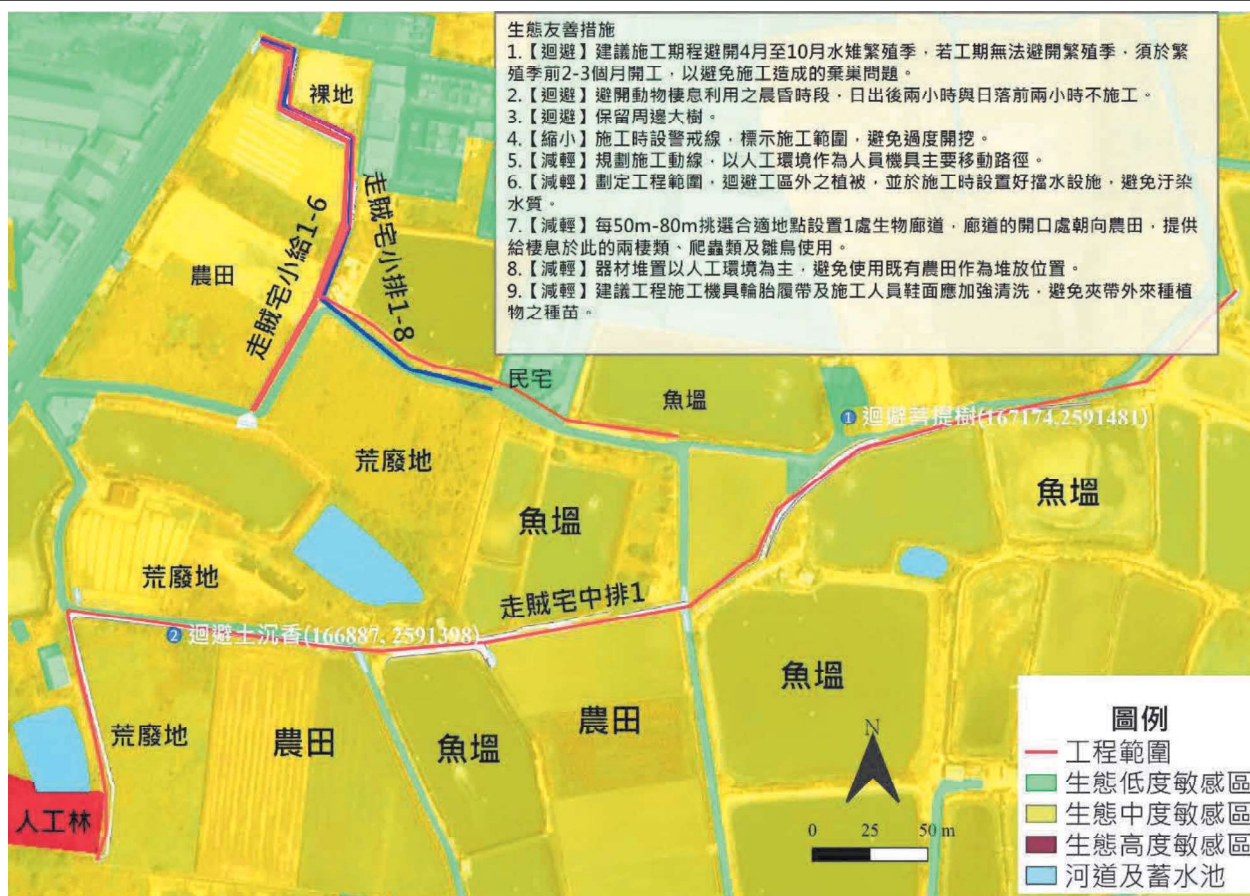 生態友善措施
1.【迴避】建議施工期程避開4月至10月水雉繁殖季，若工期無法避開繁殖季，須於繁
殖季前2-3個月開工，以避免施工造成的棄巢問題。
2.【迴避】避開動物棲息利用之晨昏時段，日出後兩小時與日落前兩小時不施工。
3.【迴避】保留周邊大樹。
4.【縮小】施工時設警戒線，標示施工範圍，避免過度開挖。
5.【減輕】規劃施工動線，以人工環境作為人員機具主要移動路徑。
6.【減輕】劃定工程範圍，迴避工區外之植被，並於施工時設置好擋水設施，避免汙染
水質。
7.【減輕】每50m-80m挑選合適地點設置1處生物廊道，廊道的開口處朝向農田，提供
給棲息於此的兩棲類、爬蟲類及雛鳥使用。
8.【減輕】器材堆置以人工環境為主，避免使用既有農田作為堆放位置。
9.【減輕】建議工程施工機具輪胎履帶及施工人員鞋面應加強清洗，避免夾帶外來種植
物之種苗。
裸地
走賊宅小給1-6
走賊宅小排1-8
農田
民宅
魚塭
1 迴避菩提樹(167174,2591481)
荒廢地
魚塭
魚塭
荒廢地
走賊宅中排1
2 迴避土沉香(166887, 2591398)
魚塭
荒廢地
農田
魚塭
農田
人工林
N
0 25 50 m
圖例
工程範圍
生態低度敏感區
生態中度敏感區
生態高度敏感區
河道及蓄水池